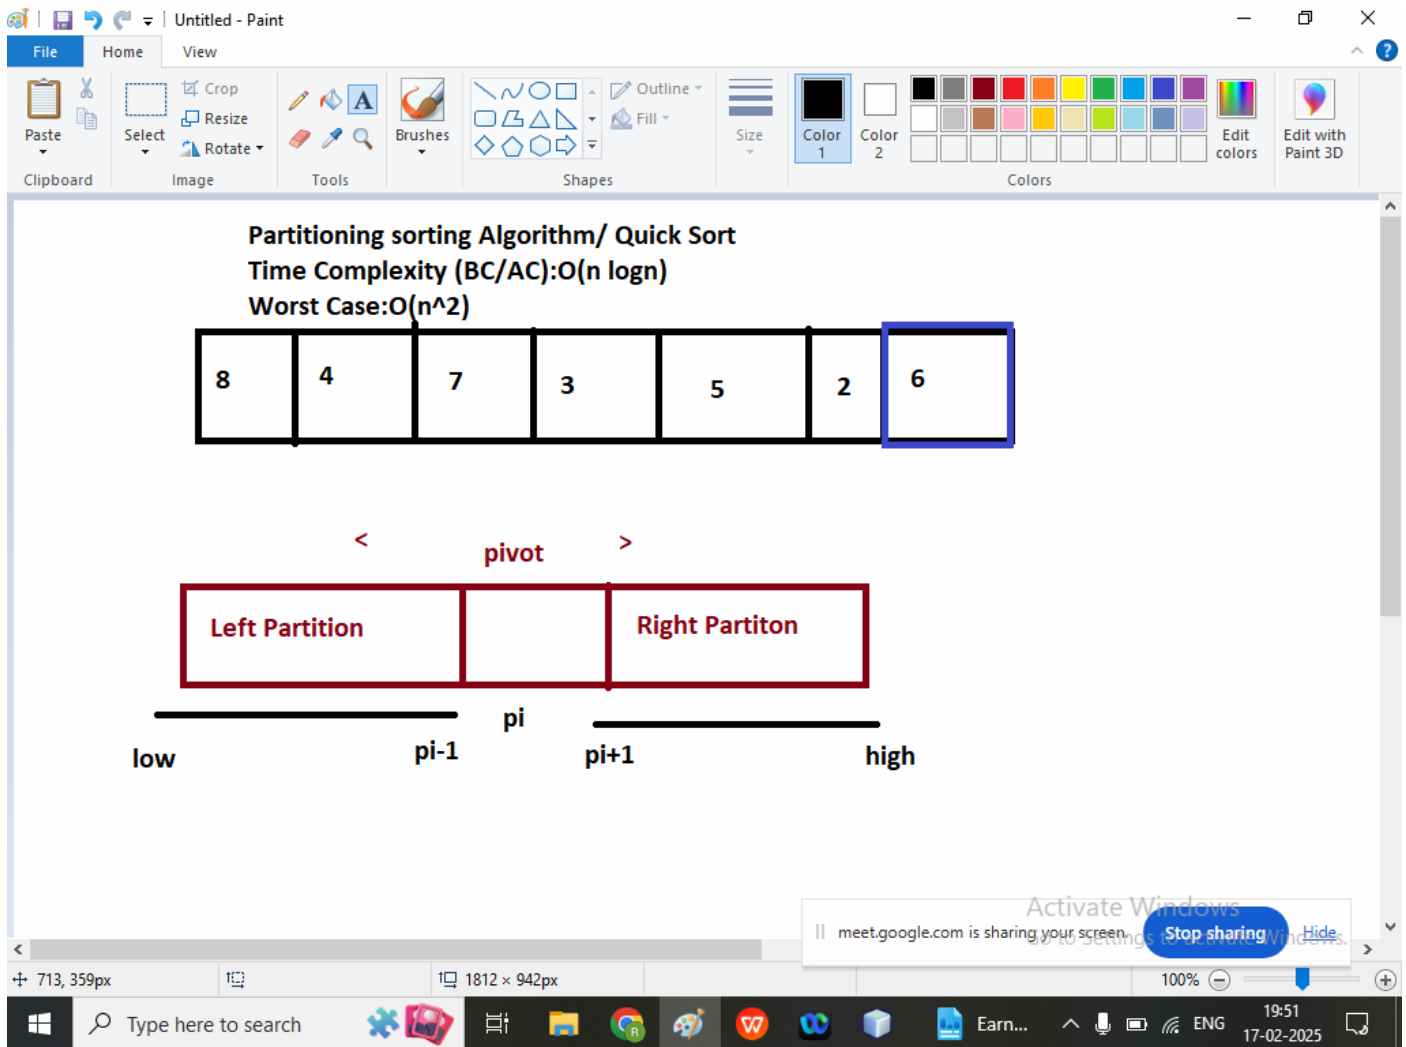 Untitled - Paint
File Home View
Paste
Clipboard
Select
Crop
Resize
Rotate
Image
A
Tools
Brushes
Outline
Fill
Shapes
Size
Color 1
Color 2
Edit colors
Colors
Edit with Paint 3D
Partitioning sorting Algorithm/ Quick Sort
Time Complexity (BC/AC):O(n logn)
Worst Case:O(n^2)
8 4 7 3 5 2 6
< pivot >
Left Partition Right Partiton
low pi-1 pi pi+1 high
Activate Windows
Go to Settings to activate Windows.
meet.google.com is sharing your screen. Stop sharing Hide
713, 359px 1812 × 942px 100%
Type here to search Earn... ENG 19:51
17-02-2025